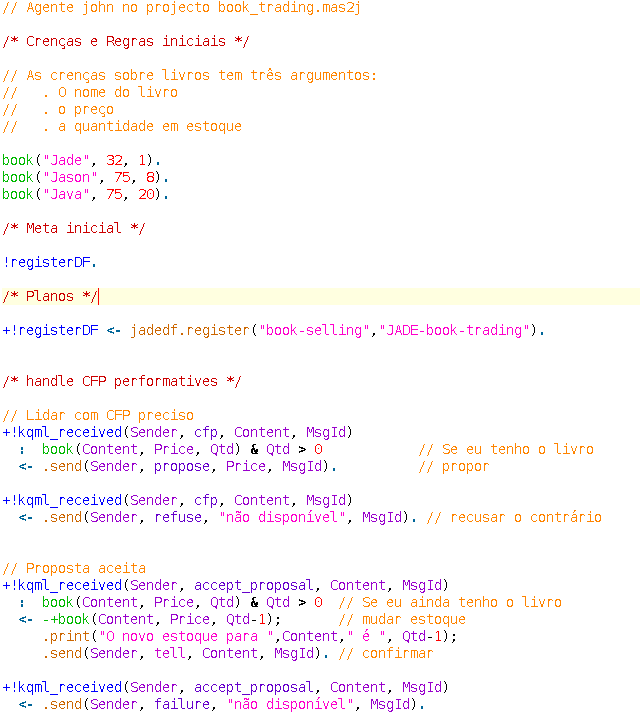 // Agente john no projecto book_trading.mas2j
/* Crenças e Regras iniciais */
// As crenças sobre livros tem três argumentos:
//   . O nome do livro
//   . o preço
//   . a quantidade em estoque
book("Jade", 32, 1).
book("Jason", 75, 8).
book("Java", 75, 20).
/* Meta inicial */
!registerDF.
/* Planos */
+!registerDF <- jadedf.register("book-selling","JADE-book-trading").
/* handle CFP performatives */
// Lidar com CFP preciso
+!kqml_received(Sender, cfp, Content, MsgId)
  :  book(Content, Price, Qtd) & Qtd > 0            // Se eu tenho o livro
  <- .send(Sender, propose, Price, MsgId).          // propor
+!kqml_received(Sender, cfp, Content, MsgId)
  <- .send(Sender, refuse, "não disponível", MsgId). // recusar o contrário
// Proposta aceita
+!kqml_received(Sender, accept_proposal, Content, MsgId)
  :  book(Content, Price, Qtd) & Qtd > 0  // Se eu ainda tenho o livro
  <- -+book(Content, Price, Qtd-1);       // mudar estoque
     .print("O novo estoque para ",Content," é ", Qtd-1);
     .send(Sender, tell, Content, MsgId). // confirmar
+!kqml_received(Sender, accept_proposal, Content, MsgId)
  <- .send(Sender, failure, "não disponível", MsgId).